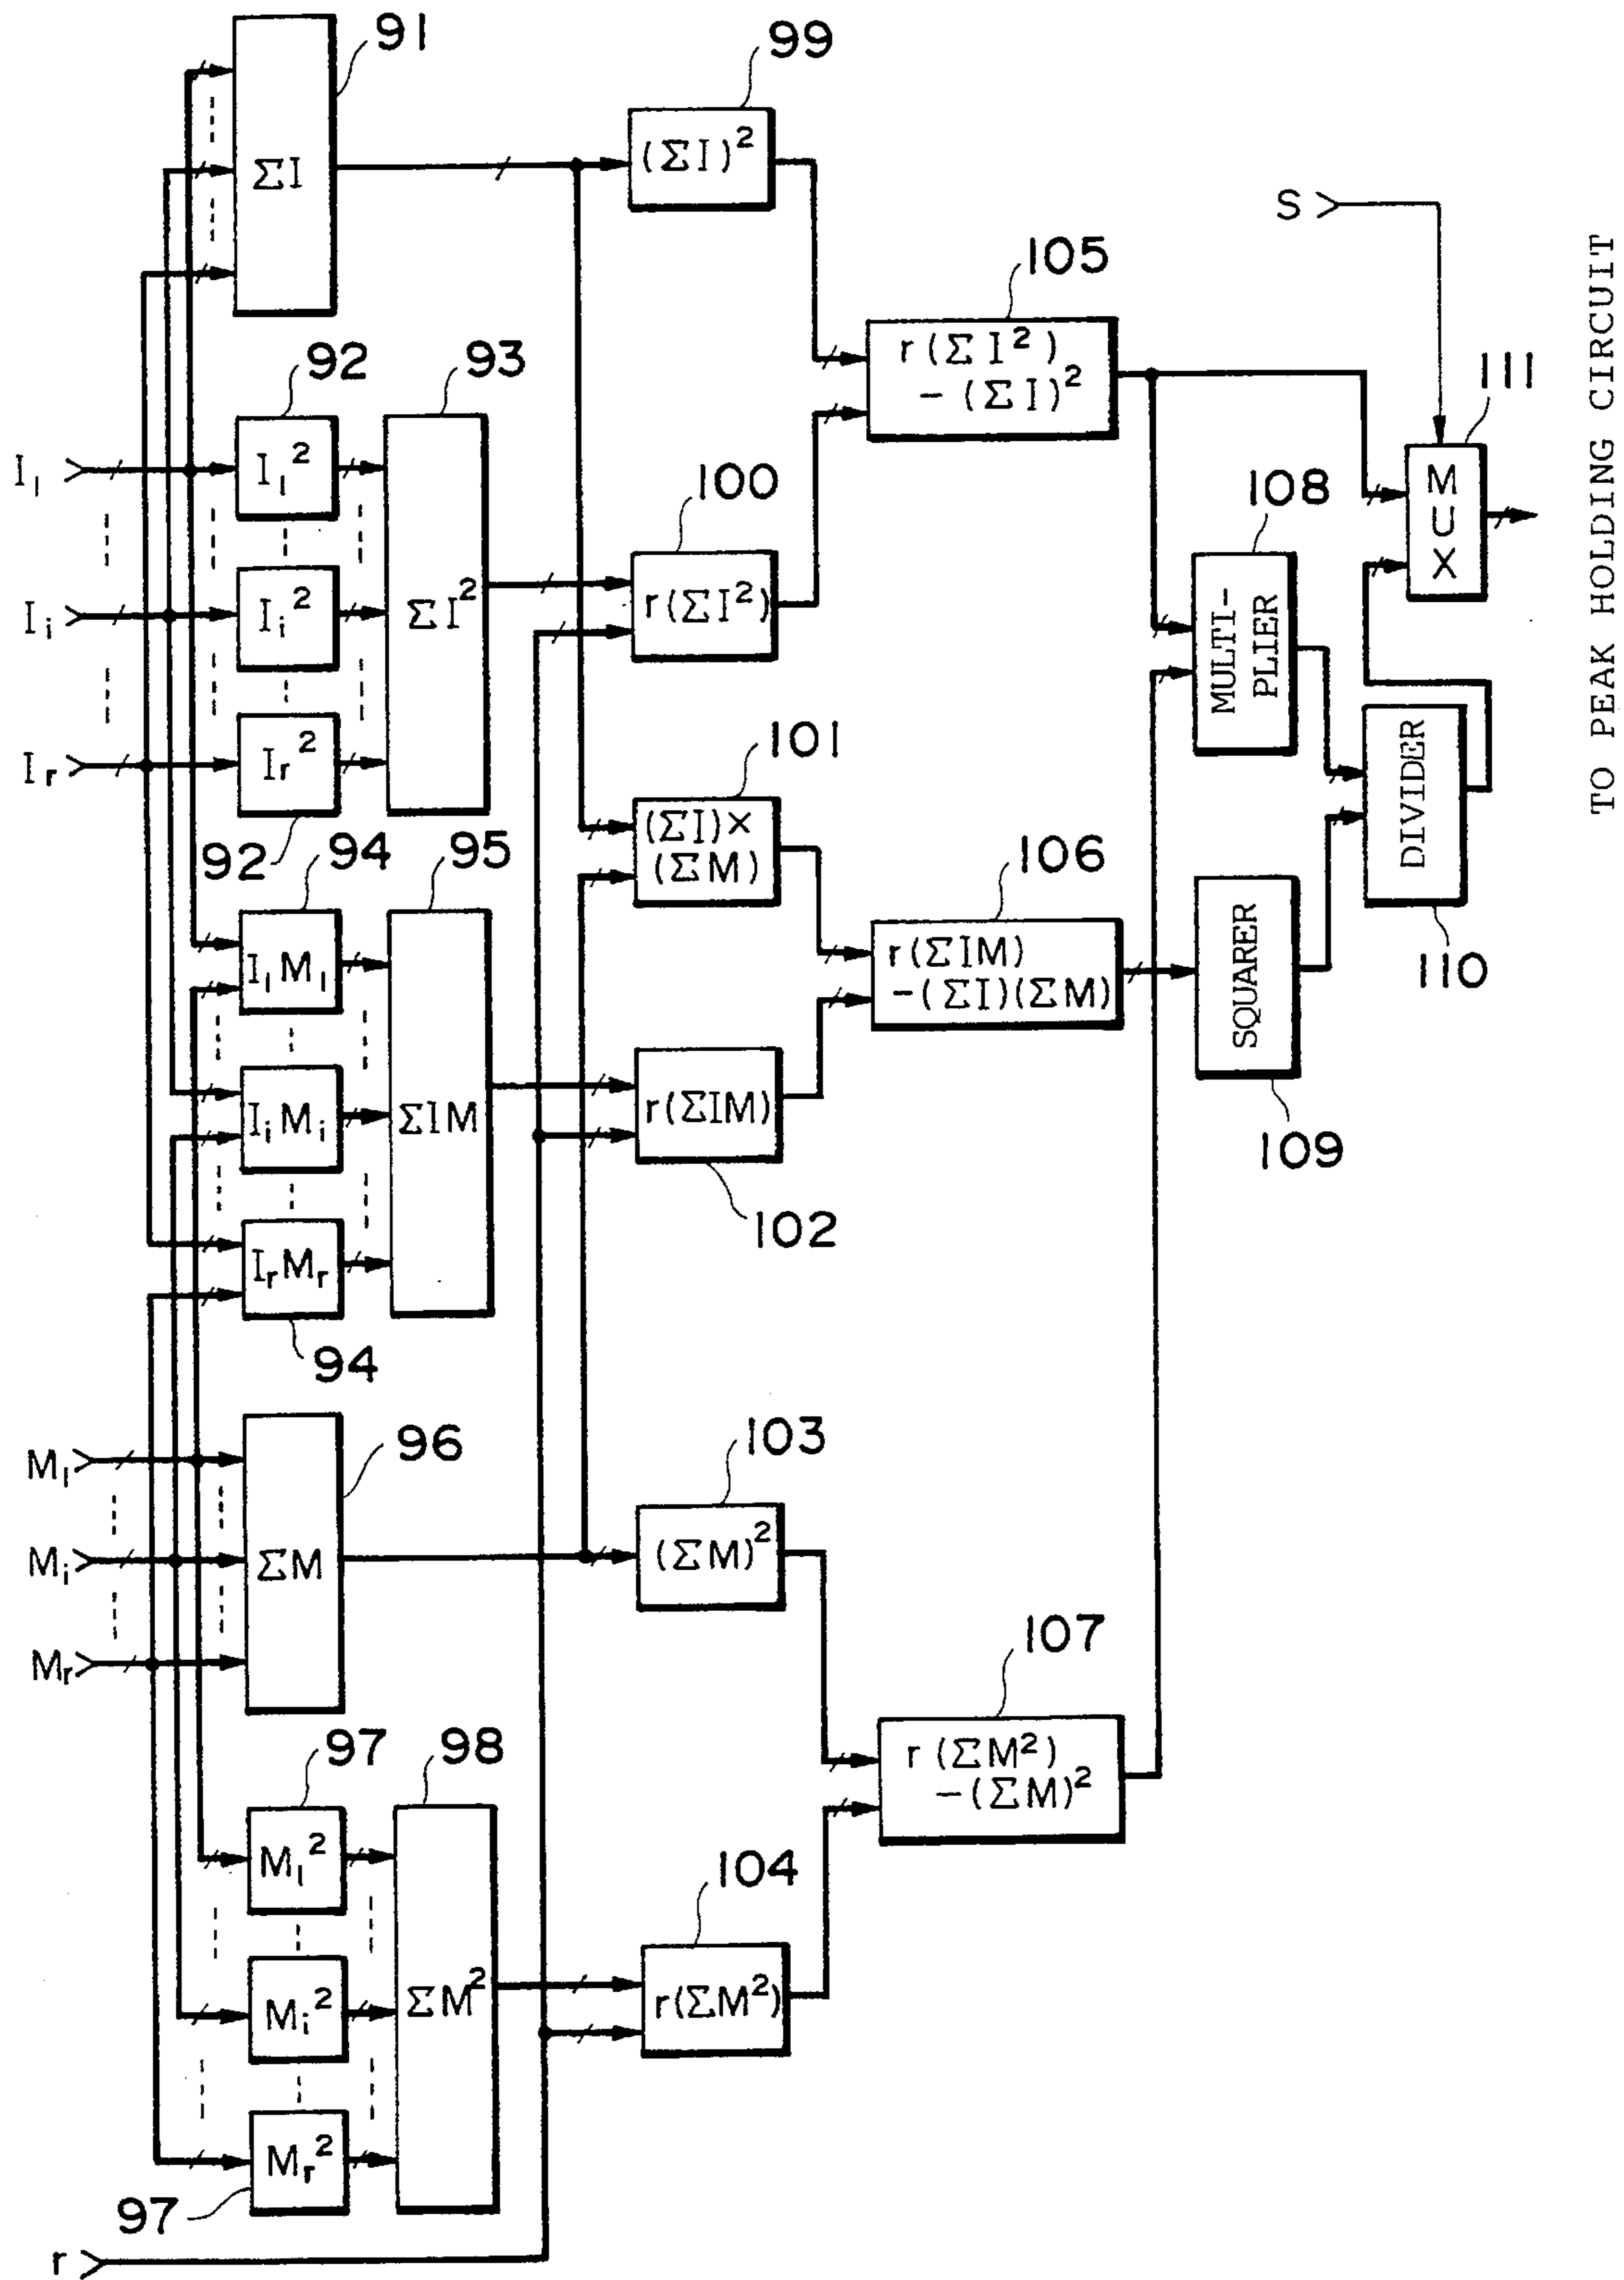 91
ΣI
99
(ΣI)²
S
105
r(ΣI²)
-(ΣI)²
111
M
U
X
TO PEAK HOLDING CIRCUIT
92
93
I₁
I₁²
Iᵢ
Iᵢ²
Iᵣ
Iᵣ²
92
ΣI²
100
r(ΣI²)
108
MULTI-
PLIER
101
(ΣI)×
(ΣM)
DIVIDER
110
94
95
I₁M₁
IᵢMᵢ
IᵣMᵣ
94
ΣIM
106
r(ΣIM)
-(ΣI)(ΣM)
SQUARER
109
r(ΣIM)
102
96
M₁
Mᵢ
Mᵣ
ΣM
103
(ΣM)²
107
r(ΣM²)
-(ΣM)²
97
98
M₁²
Mᵢ²
Mᵣ²
97
ΣM²
104
r(ΣM²)
r